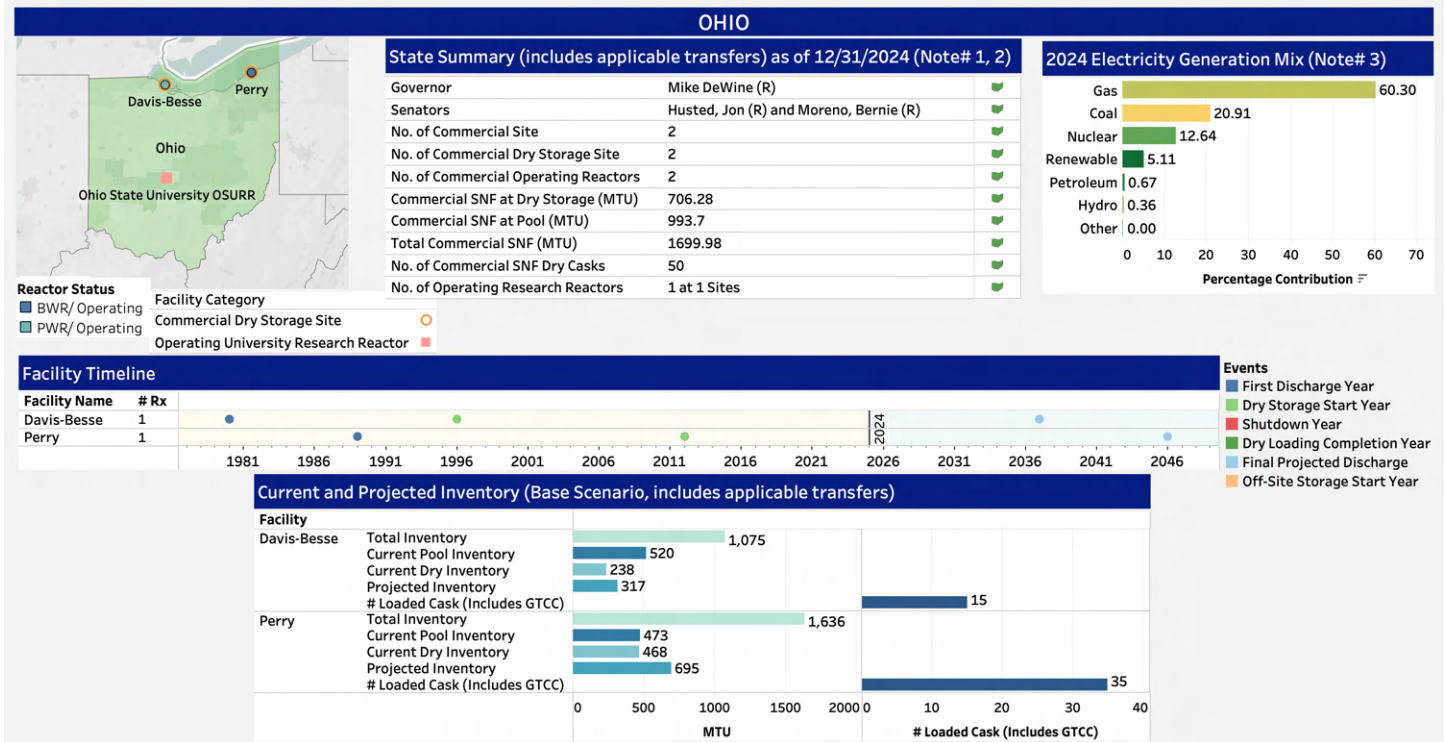 OHIO
Davis-Besse
Perry
Ohio
Ohio State University OSURR
Reactor Status
BWR/ Operating
PWR/ Operating
Facility Category
Commercial Dry Storage Site
Operating University Research Reactor
State Summary (includes applicable transfers) as of 12/31/2024 (Note# 1, 2)
Governor Mike DeWine (R)
Senators Husted, Jon (R) and Moreno, Bernie (R)
No. of Commercial Site 2
No. of Commercial Dry Storage Site 2
No. of Commercial Operating Reactors 2
Commercial SNF at Dry Storage (MTU) 706.28
Commercial SNF at Pool (MTU) 993.7
Total Commercial SNF (MTU) 1699.98
No. of Commercial SNF Dry Casks 50
No. of Operating Research Reactors 1 at 1 Sites
2024 Electricity Generation Mix (Note# 3)
Gas 60.30
Coal 20.91
Nuclear 12.64
Renewable 5.11
Petroleum 0.67
Hydro 0.36
Other 0.00
0 10 20 30 40 50 60 70
Percentage Contribution
Facility Timeline
Facility Name # Rx
Davis-Besse 1
Perry 1
2024
1981 1986 1991 1996 2001 2006 2011 2016 2021 2026 2031 2036 2041 2046
Events
First Discharge Year
Dry Storage Start Year
Shutdown Year
Dry Loading Completion Year
Final Projected Discharge
Off-Site Storage Start Year
Current and Projected Inventory (Base Scenario, includes applicable transfers)
Facility
Davis-Besse Total Inventory 1,075
Current Pool Inventory 520
Current Dry Inventory 238
Projected Inventory 317
# Loaded Cask (Includes GTCC) 15
Perry Total Inventory 1,636
Current Pool Inventory 473
Current Dry Inventory 468
Projected Inventory 695
# Loaded Cask (Includes GTCC) 35
0 500 1000 1500 2000 0 10 20 30 40
MTU # Loaded Cask (Includes GTCC)